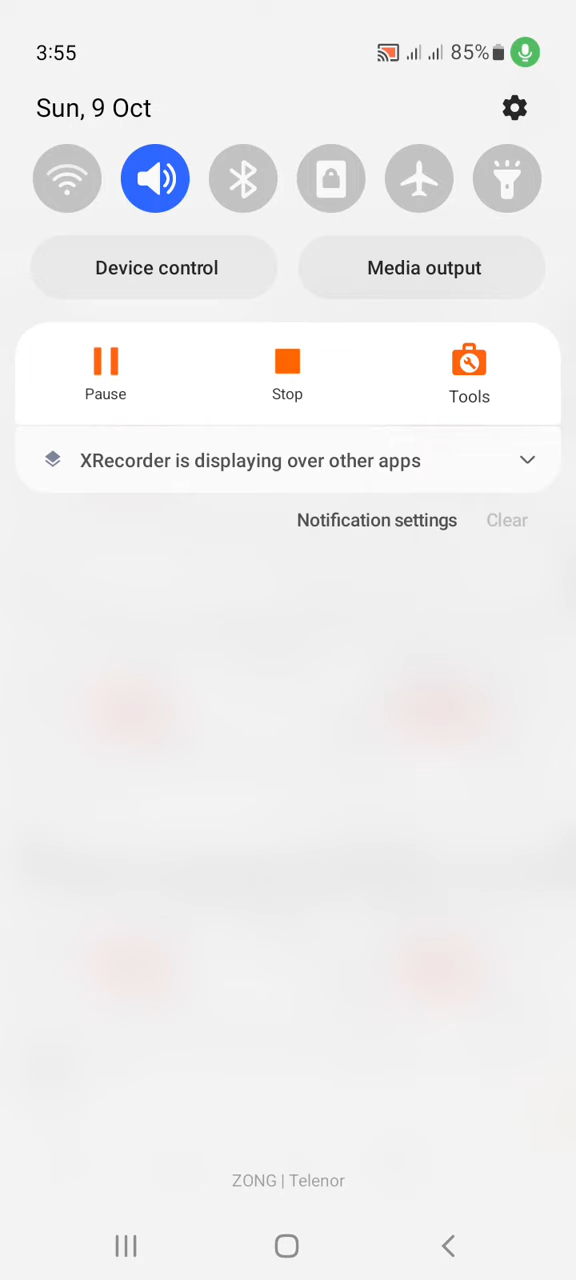 3:55 85%
Sun, 9 Oct
Device control Media output
Pause Stop Tools
XRecorder is displaying over other apps
Notification settings Clear
ZONG | Telenor